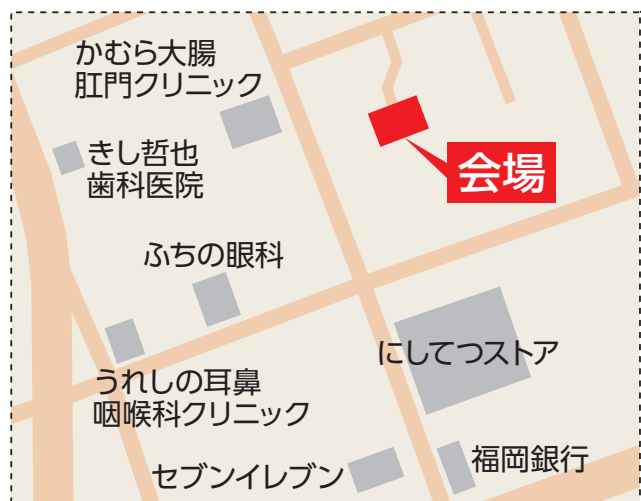 かむら大腸
肛門クリニック
きし哲也
歯科医院
会場
ふちの眼科
にしてつストア
うれしの耳鼻
咽喉科クリニック
セブンイレブン
福岡銀行